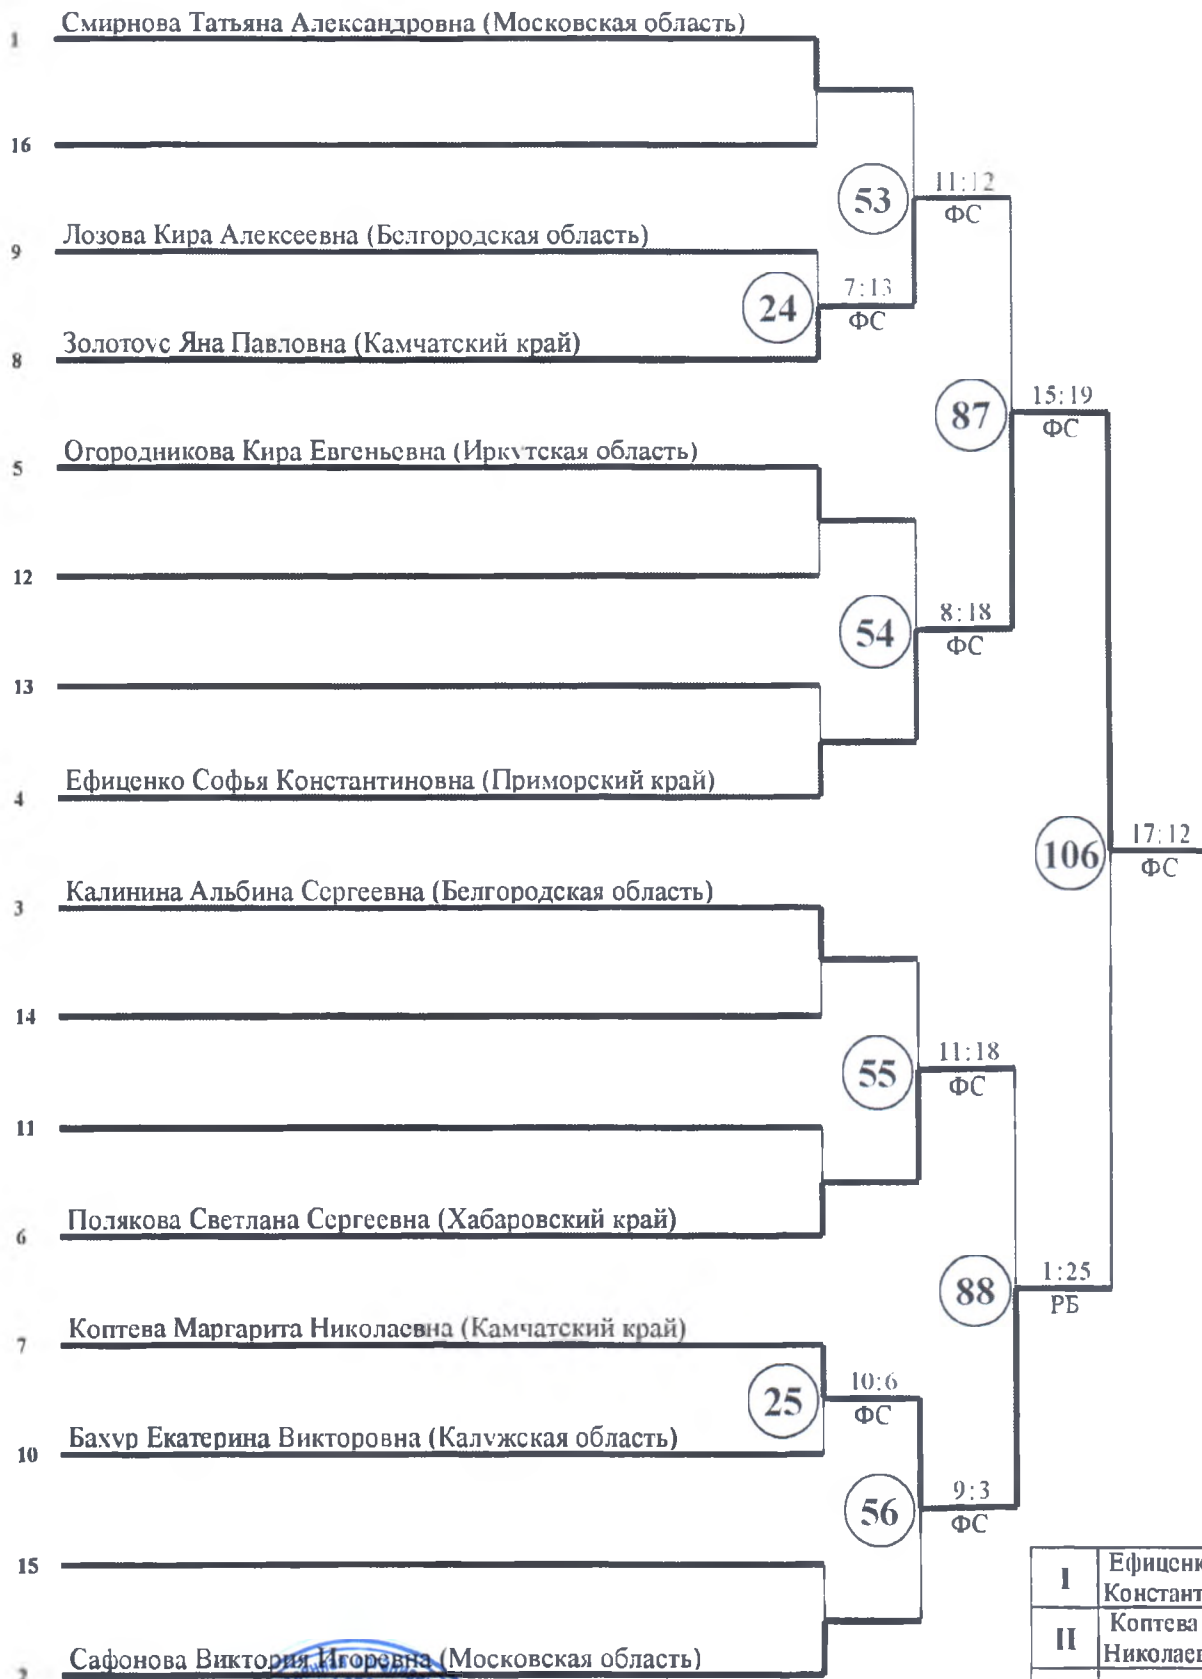 1 Смирнова Татьяна Александровна (Московская область)
16
53 11:12
ФС
9 Лозова Кира Алексеевна (Белгородская область)
24 7:13
ФС
8 Золотоус Яна Павловна (Камчатский край)
87 15:19
ФС
5 Огородникова Кира Евгеньевна (Иркутская область)
12
54 8:18
ФС
13
4 Ефиценко Софья Константиновна (Приморский край)
106 17:12
ФС
3 Калинина Альбина Сергеевна (Белгородская область)
14
55 11:18
ФС
11
6 Полякова Светлана Сергеевна (Хабаровский край)
88 1:25
РБ
7 Коптева Маргарита Николаевна (Камчатский край)
25 10:6
ФС
10 Бахур Екатерина Викторовна (Калужская область)
56 9:3
ФС
15
I Ефиценк
Констант
II Коптева
Николаев
2 Сафонова Виктория Игоревна (Московская область)